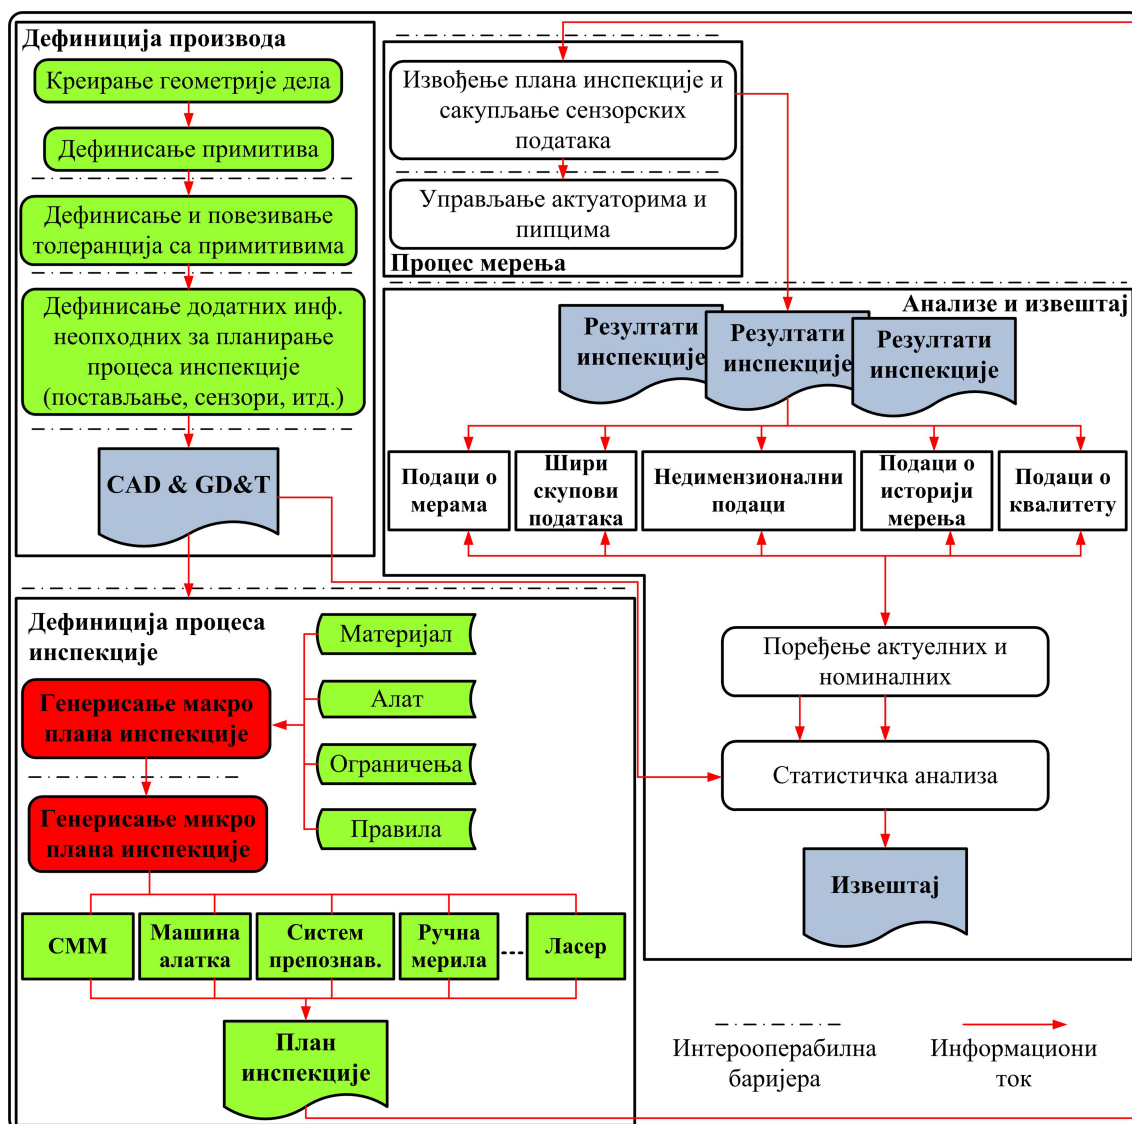 Дефиниција производа
Креирање геометрије дела
Дефинисање примитива
Дефинисање и повезивање
толеранција са примитивима
Дефинисање додатних инф.
неопходних за планирање
процеса инспекције
(постављање, сензори, итд.)
CAD & GD&T
Извођење плана инспекције и
сакупљање сензорских
података
Управљање актуаторима и
пипцима
Процес мерења
Анализе и извештај
Резултати
инспекције
Резултати
инспекције
Резултати
инспекције
Подаци о
мерама
Шири
скупови
података
Недимензионални
подаци
Подаци о
историји
мерења
Подаци о
квалитету
Поређење актуелних и
номиналних
Статистичка анализа
Извештај
Дефиниција процеса
инспекције
Генерисање макро
плана инспекције
Генерисање микро
плана инспекције
Материјал
Алат
Ограничења
Правила
CMM
Машина
алатка
Систем
препознав.
Ручна
мерила
Ласер
План
инспекције
Интерооперабилна
баријера
Информациони
ток